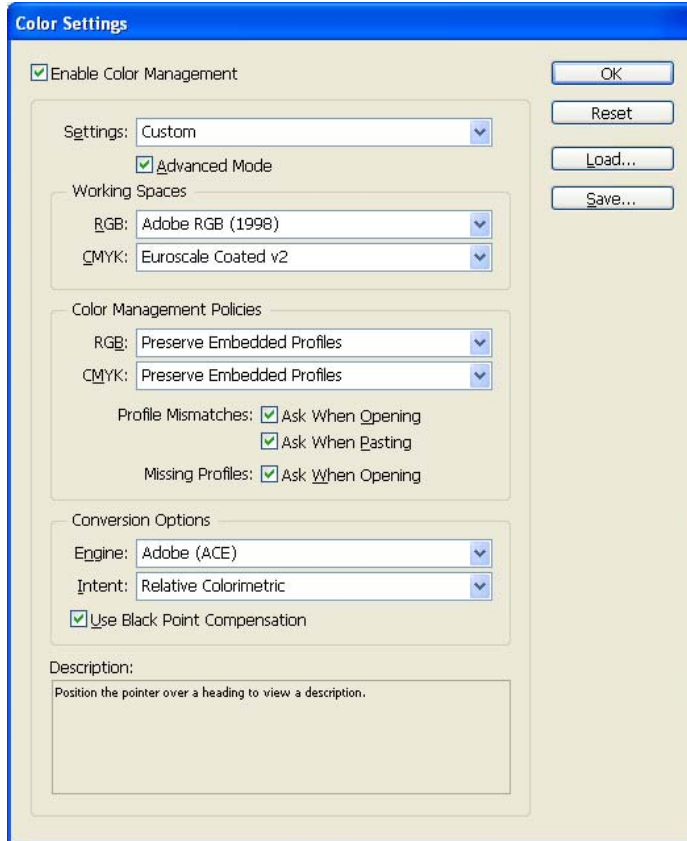 Color Settings
Enable Color Management
OK
Reset
Load...
Save...
Settings: Custom
Advanced Mode
Working Spaces
RGB: Adobe RGB (1998)
CMYK: Euroscale Coated v2
Color Management Policies
RGB: Preserve Embedded Profiles
CMYK: Preserve Embedded Profiles
Profile Mismatches: Ask When Opening
Ask When Pasting
Missing Profiles: Ask When Opening
Conversion Options
Engine: Adobe (ACE)
Intent: Relative Colorimetric
Use Black Point Compensation
Description:
Position the pointer over a heading to view a description.